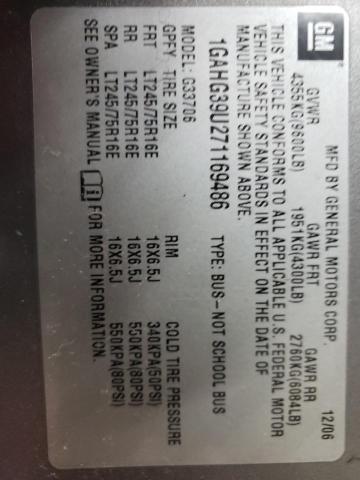 GM
MFD BY GENERAL MOTORS CORP. 12/06
GVWR GAWR FRT GAWR RR
4355KG(9600LB) 1951KG(4300LB) 2760KG(6084LB)
THIS VEHICLE CONFORMS TO ALL APPLICABLE U.S. FEDERAL MOTOR
VEHICLE SAFETY STANDARDS IN EFFECT ON THE DATE OF
MANUFACTURE SHOWN ABOVE.
1GAHG39U271169486 TYPE: BUS-NOT SCHOOL BUS
MODEL: G33706
GPFY TIRE SIZE RIM COLD TIRE PRESSURE
FRT LT245/75R16E 16X6.5J 340KPA(50PSI)
RR LT245/75R16E 16X6.5J 550KPA(80PSI)
SPA LT245/75R16E 16X6.5J 550KPA(80PSI)
SEE OWNER'S MANUAL FOR MORE INFORMATION.